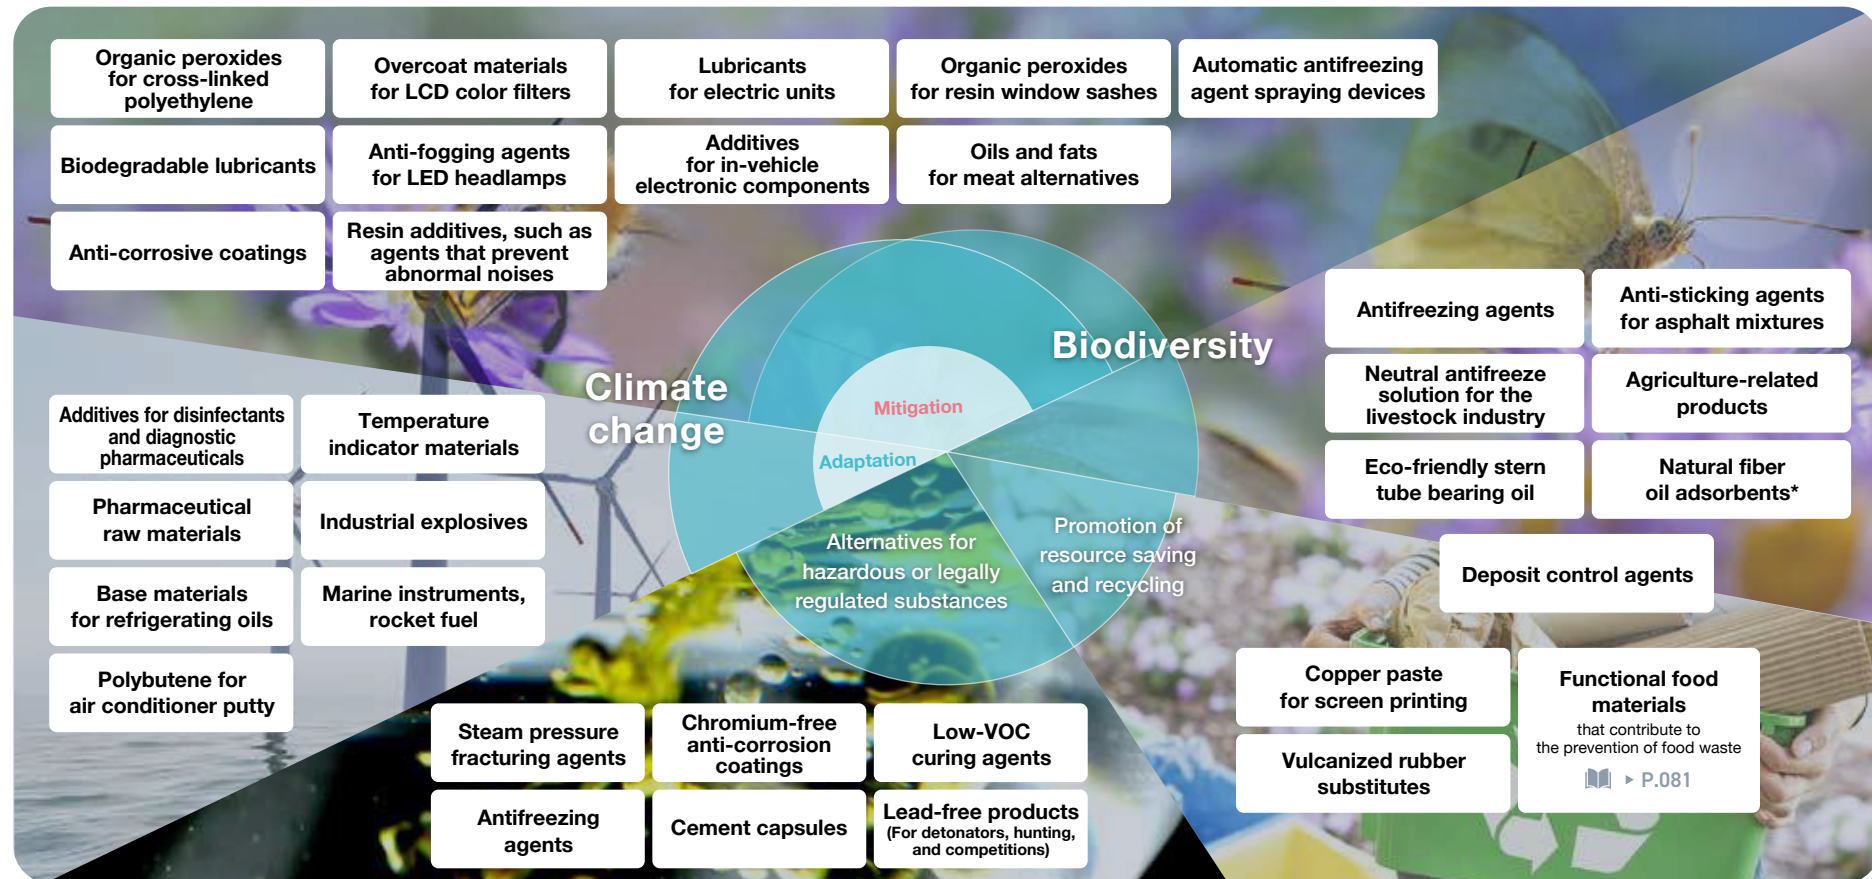 Organic peroxides
for cross-linked
polyethylene
Overcoat materials
for LCD color filters
Lubricants
for electric units
Organic peroxides
for resin window sashes
Automatic antifreezing
agent spraying devices
Biodegradable lubricants
Anti-fogging agents
for LED headlamps
Additives
for in-vehicle
electronic components
Oils and fats
for meat alternatives
Anti-corrosive coatings
Resin additives, such as
agents that prevent
abnormal noises
Climate
change
Biodiversity
Mitigation
Adaptation
Alternatives for
hazardous or legally
regulated substances
Promotion of
resource saving
and recycling
Antifreezing agents
Anti-sticking agents
for asphalt mixtures
Neutral antifreeze
solution for the
livestock industry
Agriculture-related
products
Eco-friendly stern
tube bearing oil
Natural fiber
oil adsorbents*
Additives for disinfectants
and diagnostic
pharmaceuticals
Temperature
indicator materials
Pharmaceutical
raw materials
Industrial explosives
Base materials
for refrigerating oils
Marine instruments,
rocket fuel
Polybutene for
air conditioner putty
Steam pressure
fracturing agents
Chromium-free
anti-corrosion
coatings
Low-VOC
curing agents
Antifreezing
agents
Cement capsules
Lead-free products
(For detonators, hunting,
and competitions)
Deposit control agents
Copper paste
for screen printing
Functional food
materials
that contribute to
the prevention of food waste
P.081
Vulcanized rubber
substitutes